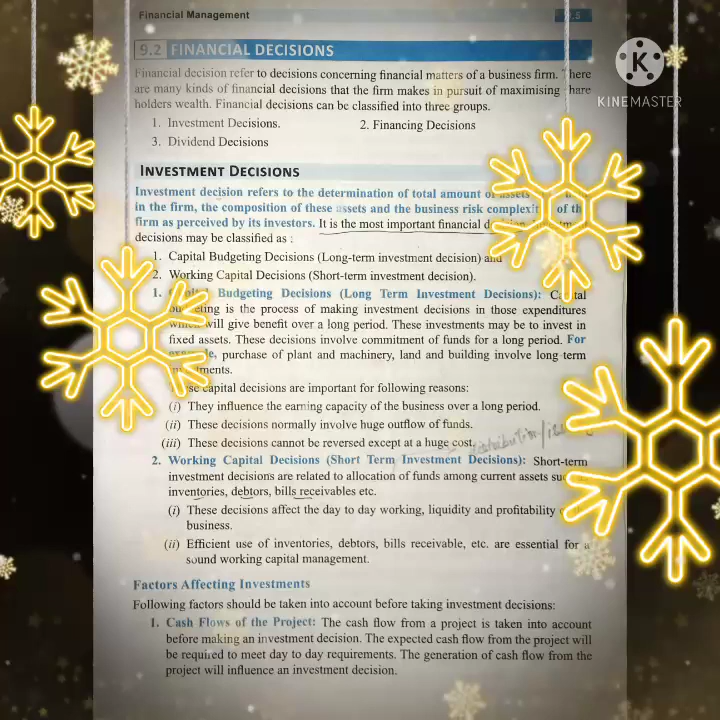 Financial Management
9.5
KINEMASTER
9.2 FINANCIAL DECISIONS
Financial decision refer to decisions concerning financial matters of a business firm. There
are many kinds of financial decisions that the firm makes in pursuit of maximising share
holders wealth. Financial decisions can be classified into three groups.
1. Investment Decisions. 2. Financing Decisions
3. Dividend Decisions
INVESTMENT DECISIONS
Investment decision refers to the determination of total amount of assets
in the firm, the composition of these assets and the business risk complexit of th
firm as perceived by its investors. It is the most important financial
decisions may be classified as :
1. Capital Budgeting Decisions (Long-term investment decision) and
2. Working Capital Decisions (Short-term investment decision).
1. Capital Budgeting Decisions (Long Term Investment Decisions): Capital
budgeting is the process of making investment decisions in those expenditures
which will give benefit over a long period. These investments may be to invest in
fixed assets. These decisions involve commitment of funds for a long period. For
example, purchase of plant and machinery, land and building involve long term
investments.
These capital decisions are important for following reasons:
(i) They influence the earning capacity of the business over a long period.
(ii) These decisions normally involve huge outflow of funds.
(iii) These decisions cannot be reversed except at a huge cost.
2. Working Capital Decisions (Short Term Investment Decisions): Short-term
investment decisions are related to allocation of funds among current assets such
inventories, debtors, bills receivables etc.
(i) These decisions affect the day to day working, liquidity and profitability
business.
(ii) Efficient use of inventories, debtors, bills receivable, etc. are essential for a
sound working capital management.
Factors Affecting Investments
Following factors should be taken into account before taking investment decisions:
1. Cash Flows of the Project: The cash flow from a project is taken into account
before making an investment decision. The expected cash flow from the project will
be required to meet day to day requirements. The generation of cash flow from the
project will influence an investment decision.